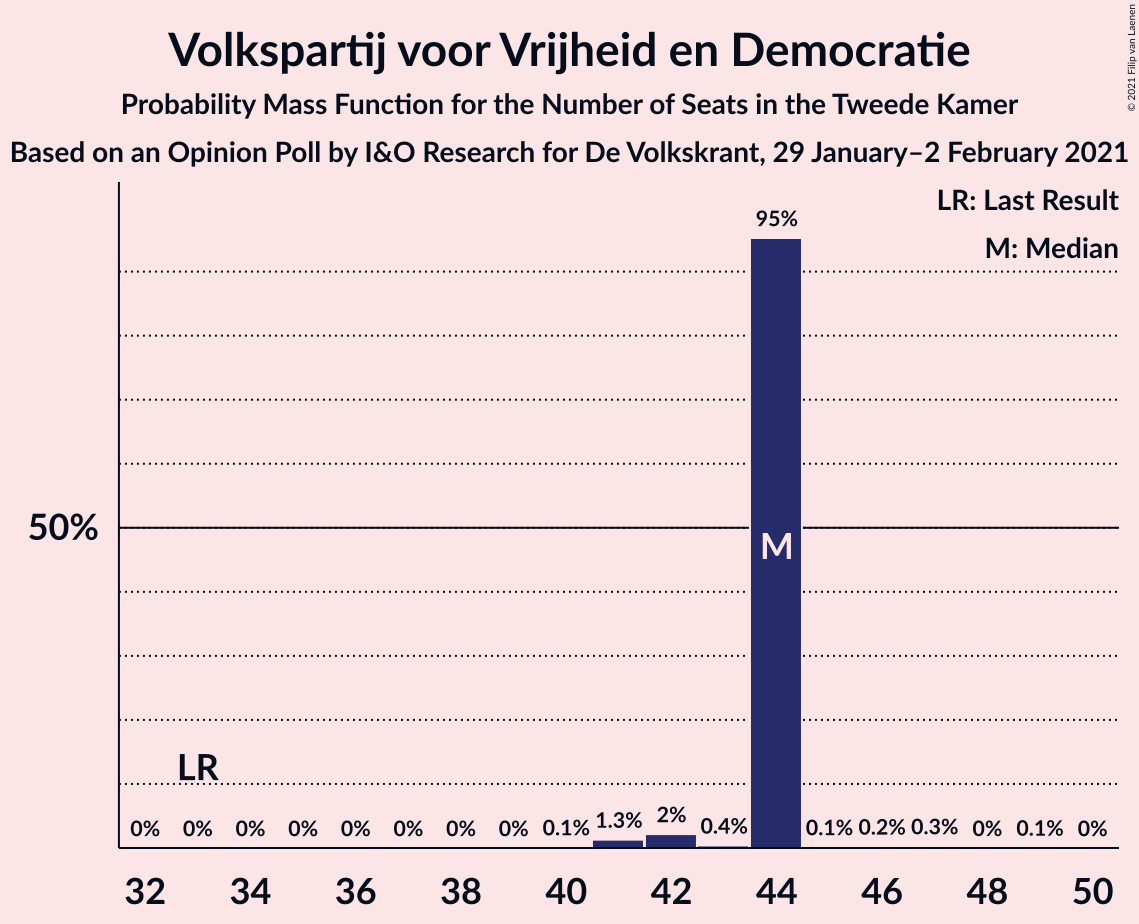 Volkspartij voor Vrijheid en Democratie
Probability Mass Function for the Number of Seats in the Tweede Kamer
Based on an Opinion Poll by I&O Research for De Volkskrant, 29 January–2 February 2021
© 2021 Filip van Laenen
LR: Last Result
M: Median
95%
50%
M
LR
0% 0% 0% 0% 0% 0% 0% 0% 0.1% 1.3% 2% 0.4% 0.1% 0.2% 0.3% 0% 0.1% 0%
32 34 36 38 40 42 44 46 48 50